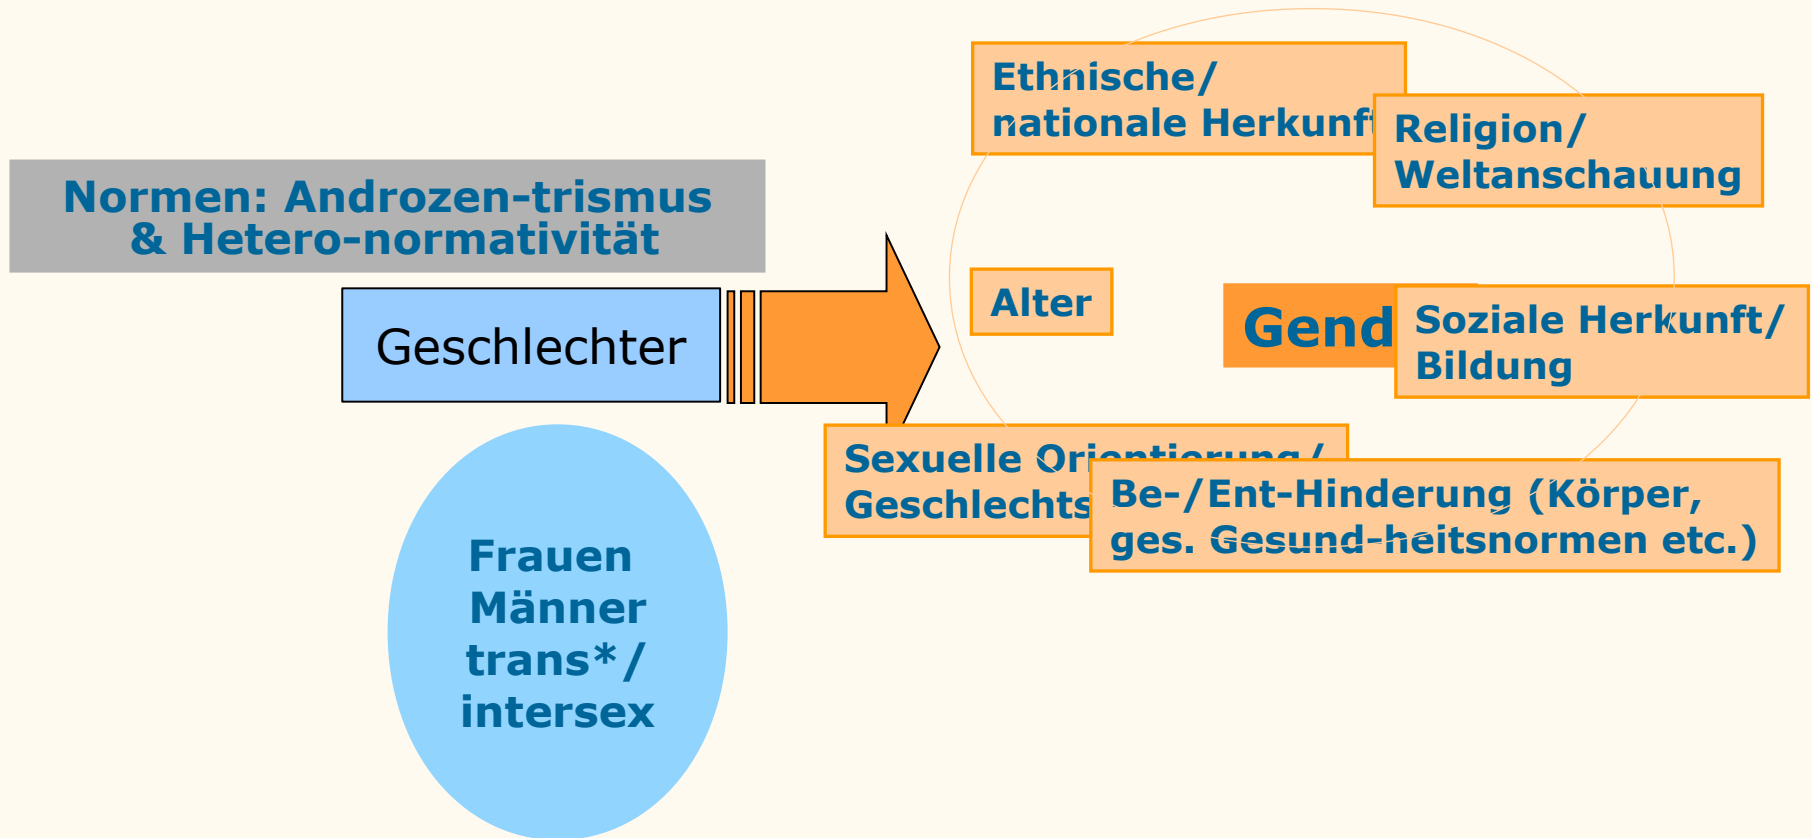 Normen: Androzen-trismus
& Hetero-normativität
Geschlechter
Frauen
Männer
trans*/
intersex
Ethnische/
nationale Herkunft
Religion/
Weltanschauung
Alter
Gend
Soziale Herkunft/
Bildung
Sexuelle Orientierung/
Geschlechts
Be-/Ent-Hinderung (Körper,
ges. Gesund-heitsnormen etc.)